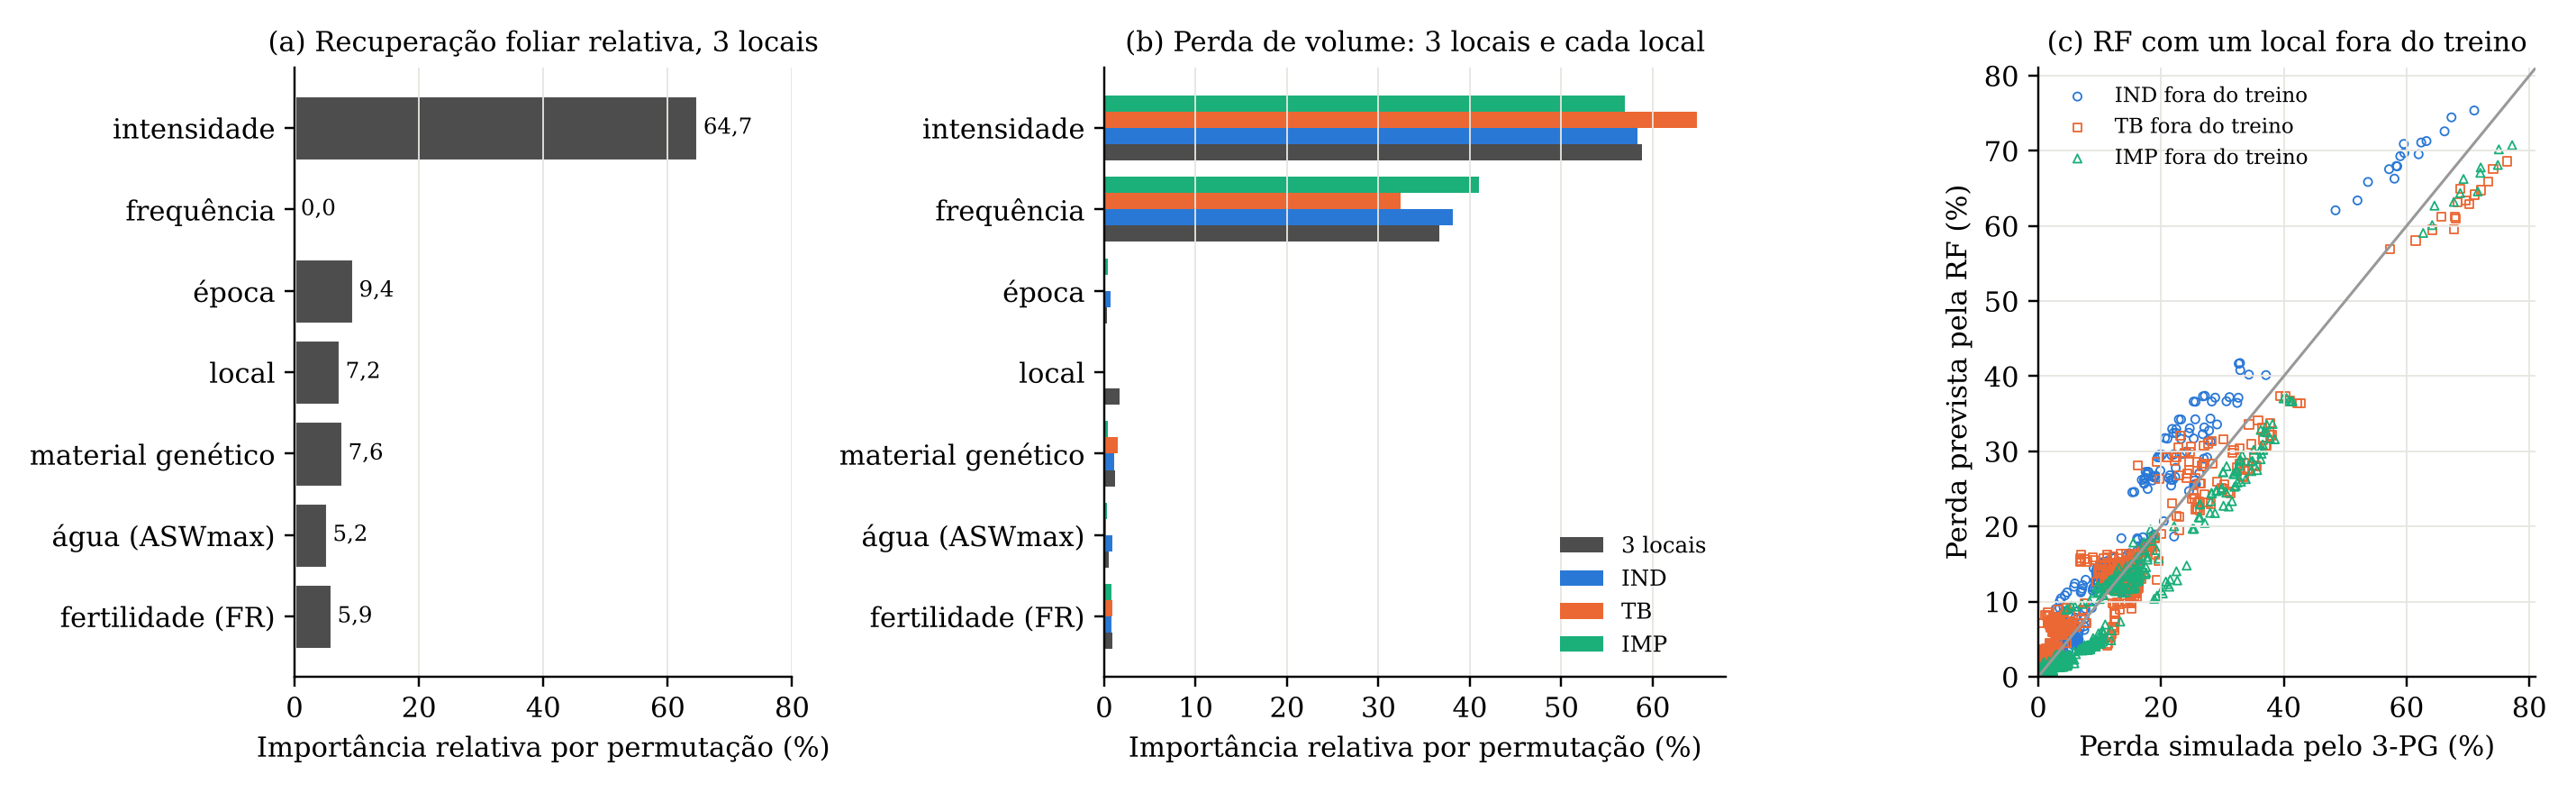 (a) Recuperação foliar relativa, 3 locais
intensidade
64,7
frequência
0,0
época
9,4
local
7,2
material genético
7,6
água (ASWmax)
5,2
fertilidade (FR)
5,9
0 20 40 60 80
Importância relativa por permutação (%)
(b) Perda de volume: 3 locais e cada local
intensidade
frequência
época
local
material genético
água (ASWmax)
fertilidade (FR)
3 locais
IND
TB
IMP
0 10 20 30 40 50 60
Importância relativa por permutação (%)
(c) RF com um local fora do treino
IND fora do treino
TB fora do treino
IMP fora do treino
Perda prevista pela RF (%)
80
70
60
50
40
30
20
10
0
0 20 40 60 80
Perda simulada pelo 3-PG (%)